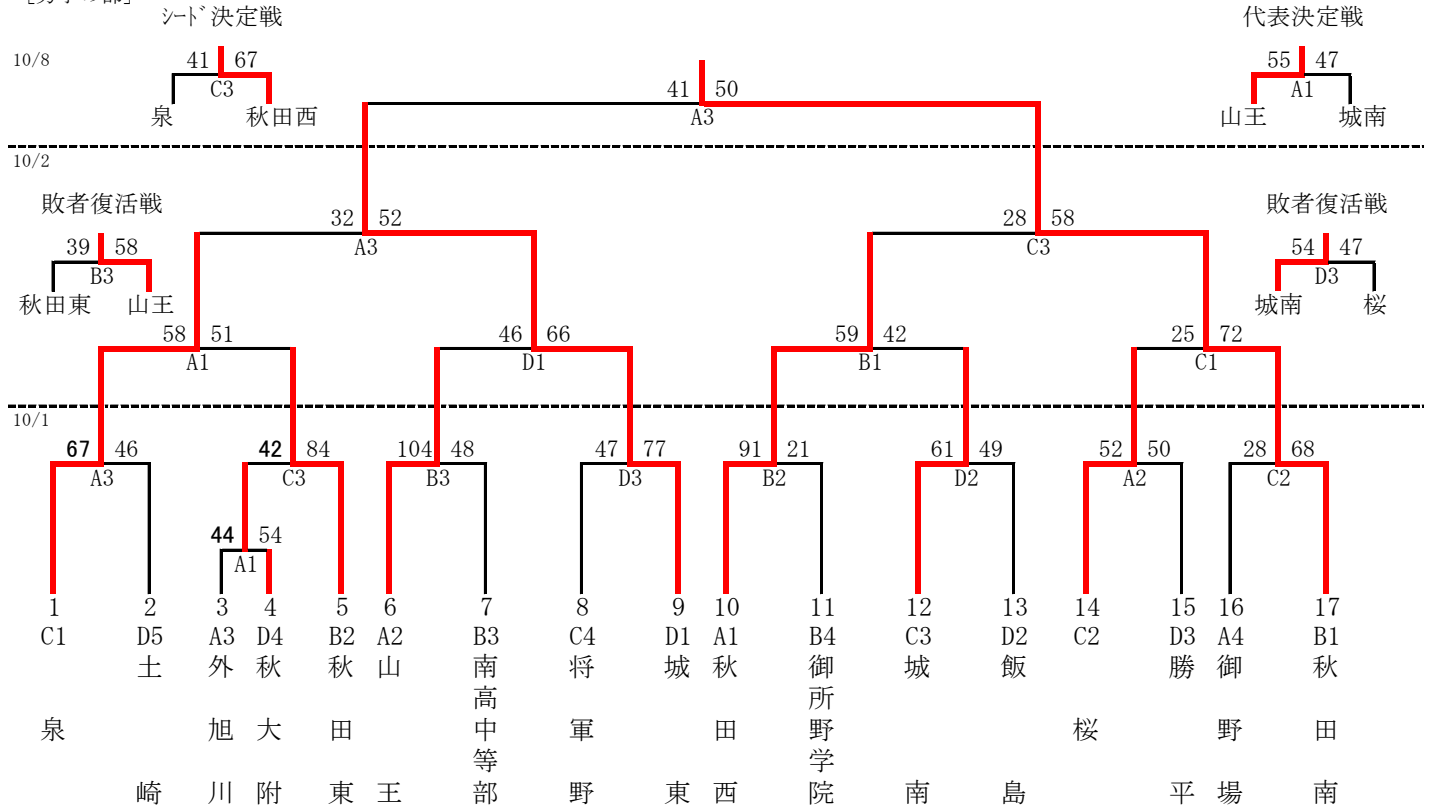 シード決定戦
代表決定戦
10/8
41 67
C3
泉 秋田西
41 50
A3
55 47
A1
山王 城南
10/2
敗者復活戦
39 58
B3
秋田東 山王
32 52
A3
28 58
C3
敗者復活戦
54 47
D3
城南 桜
58 51
A1
46 66
D1
59 42
B1
25 72
C1
10/1
67 46
A3
42 84
C3
104 48
B3
47 77
D3
91 21
B2
61 49
D2
52 50
A2
28 68
C2
44 54
A1
1 2 3 4 5 6 7 8 9 10 11 12 13 14 15 16 17
C1 D5 A3 D4 B2 A2 B3 C4 D1 A1 B4 C3 D2 C2 D3 A4 B1
泉
土崎
外旭川
秋大附
秋田東
山王
南高中等部
将軍野
城東
秋田西
御所野学院
城南
飯島
桜
勝平
御野場
秋田南